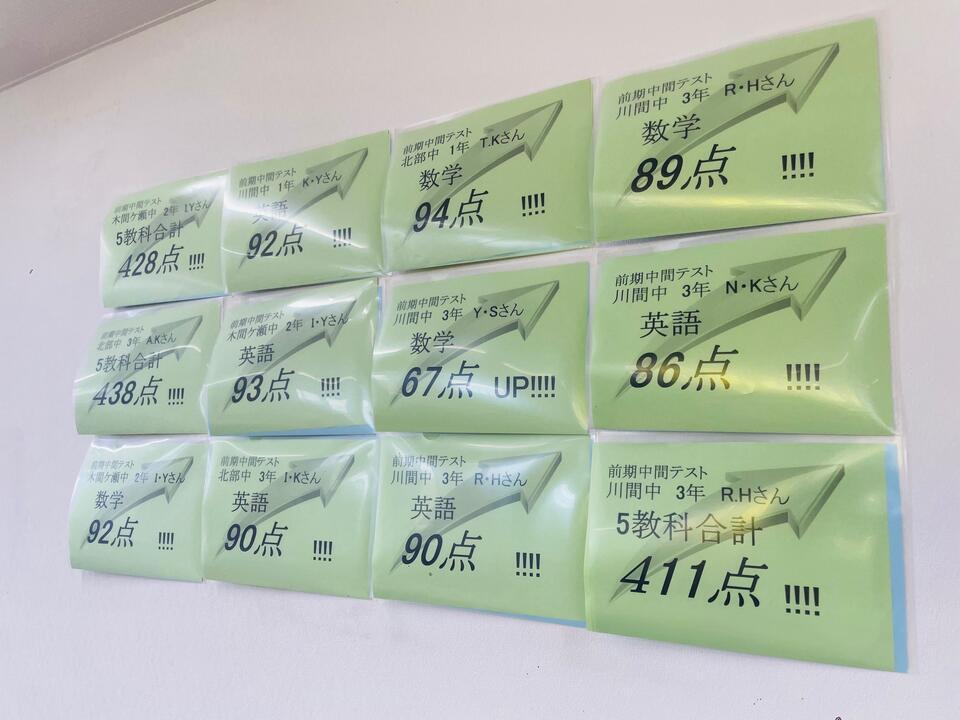 前期中間テスト
木間ケ瀬中 2年 I.Yさん
5教科合計
428点 !!!!
前期中間テスト
川間中 1年 K・Yさん
英語
92点 !!!!
前期中間テスト
北部中 1年 T.Kさん
数学
94点 !!!!
前期中間テスト
川間中 3年 R・Hさん
数学
89点 !!!!
前期中間テスト
北部中 3年 A.Kさん
5教科合計
438点 !!!!
前期中間テスト
木間ケ瀬中 2年 I・Yさん
英語
93点 !!!!
前期中間テスト
川間中 3年 Y・Sさん
数学
67点 UP!!!!
前期中間テスト
川間中 3年 N・Kさん
英語
86点 !!!!
前期中間テスト
木間ケ瀬中 2年 I・Yさん
数学
92点 !!!!
前期中間テスト
北部中 3年 I・Kさん
英語
90点 !!!!
前期中間テスト
川間中 3年 R・Hさん
英語
90点 !!!!
前期中間テスト
川間中 3年 R.Hさん
5教科合計
411点 !!!!